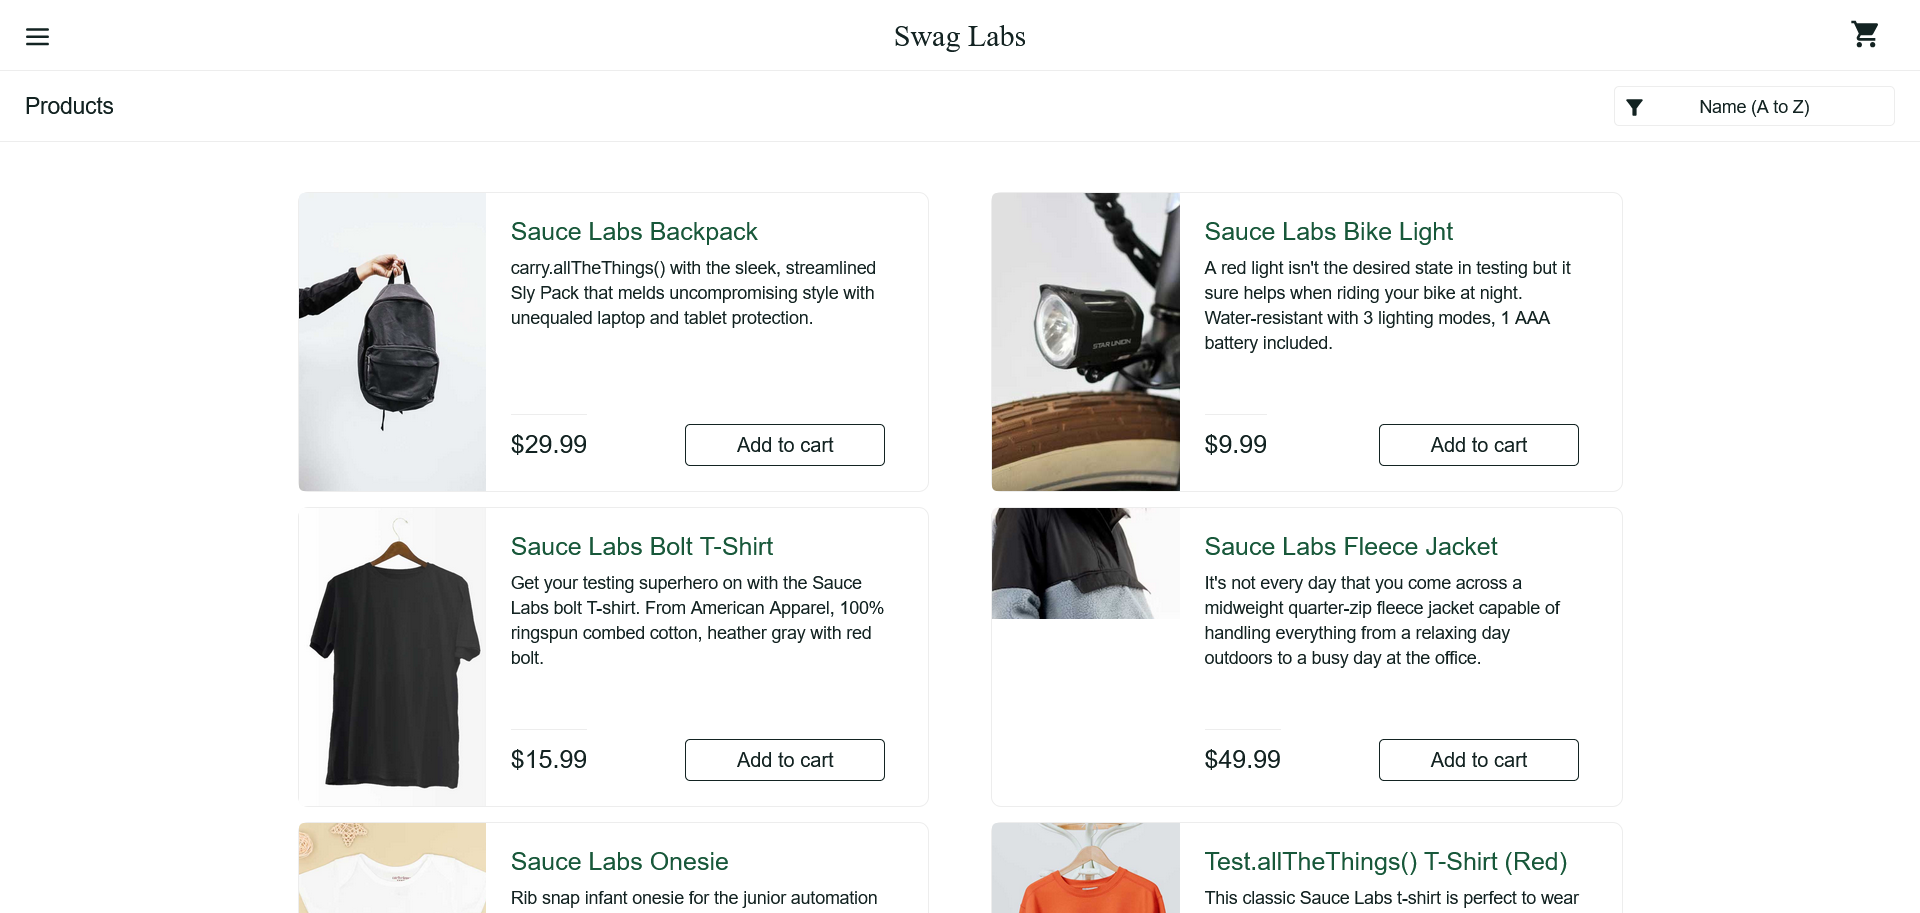 Swag Labs
Products
Name (A to Z)
Sauce Labs Backpack
carry.allTheThings() with the sleek, streamlined
Sly Pack that melds uncompromising style with
unequaled laptop and tablet protection.
$29.99
Add to cart
Sauce Labs Bike Light
A red light isn't the desired state in testing but it
sure helps when riding your bike at night.
Water-resistant with 3 lighting modes, 1 AAA
battery included.
STAR UNION
$9.99
Add to cart
Sauce Labs Bolt T-Shirt
Get your testing superhero on with the Sauce
Labs bolt T-shirt. From American Apparel, 100%
ringspun combed cotton, heather gray with red
bolt.
$15.99
Add to cart
Sauce Labs Fleece Jacket
It's not every day that you come across a
midweight quarter-zip fleece jacket capable of
handling everything from a relaxing day
outdoors to a busy day at the office.
$49.99
Add to cart
Sauce Labs Onesie
Rib snap infant onesie for the junior automation
Test.allTheThings() T-Shirt (Red)
This classic Sauce Labs t-shirt is perfect to wear